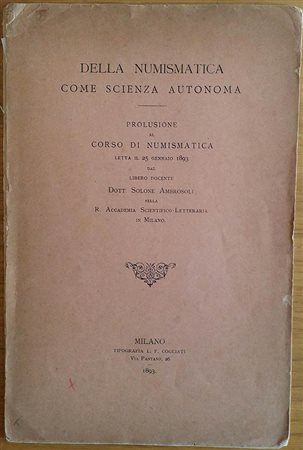 DELLA NUMISMATICA
COME SCIENZA AUTONOMA
PROLUSIONE
AL
CORSO DI NUMISMATICA
LETTA IL 25 GENNAIO 1893
DAL
LIBERO DOCENTE
DOTT. SOLONE AMBROSOLI
NELLA
R. ACCADEMIA SCIENTIFICO-LETTERARIA
IN MILANO.
MILANO
TIPOGRAFIA L. F. COGLIATI
VIA PANTANO, 26
1893.